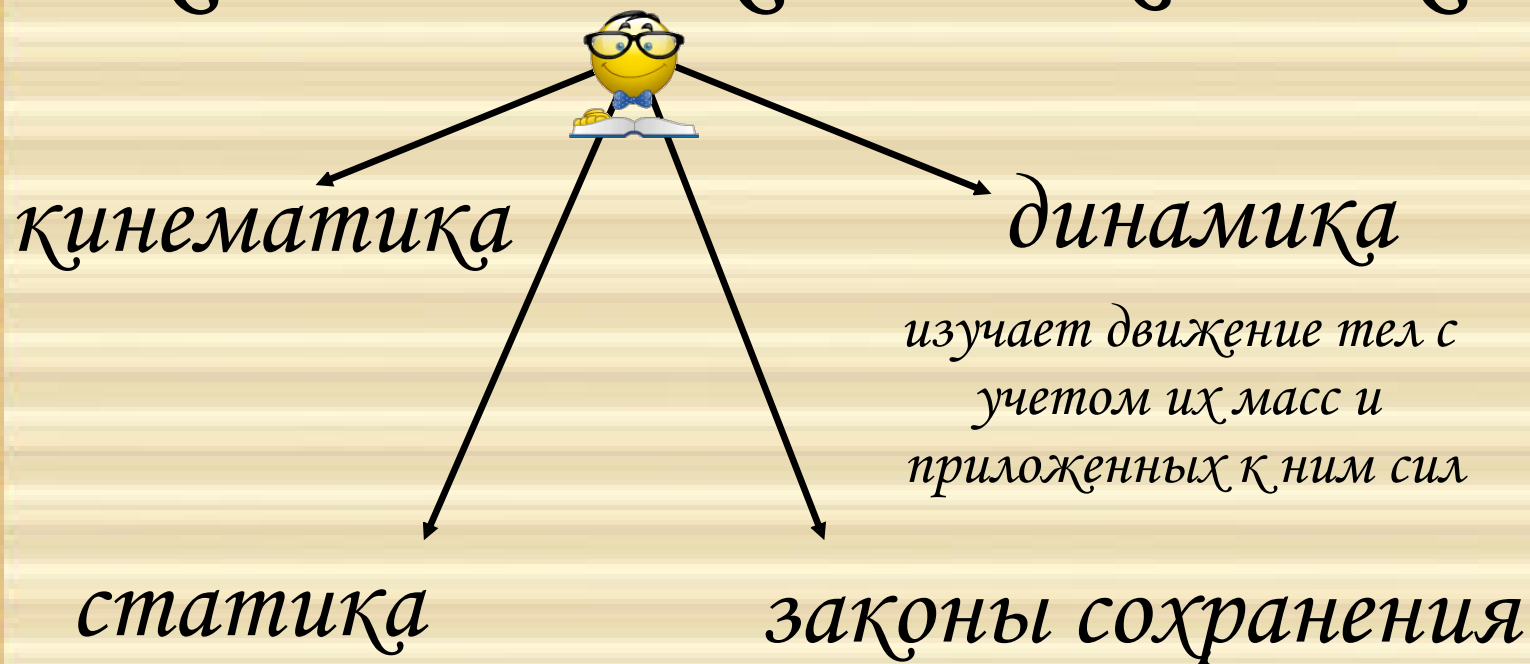 кинематика
динамика
изучает движение тел с
учетом их масс и
приложенных к ним сил
статика
законы сохранения